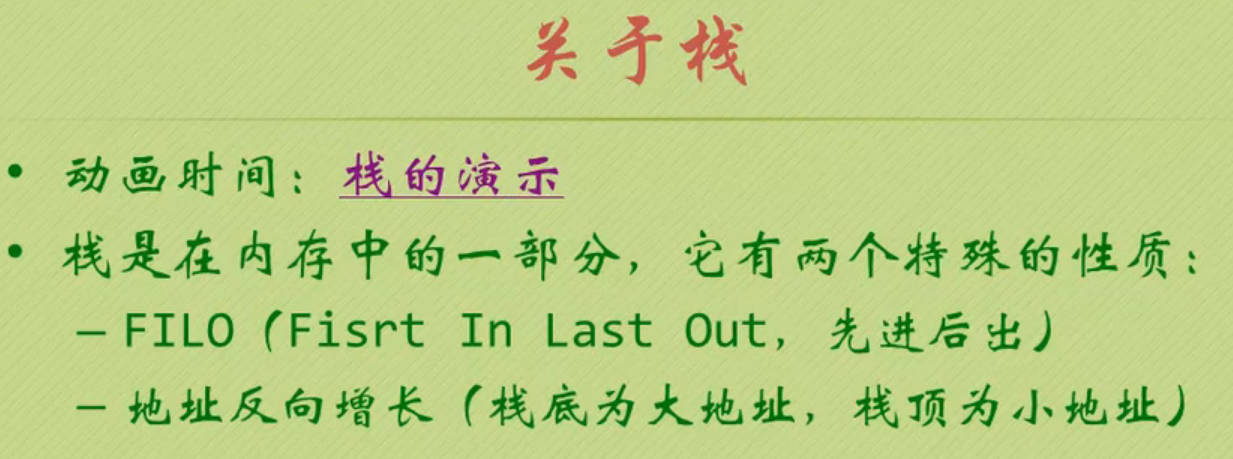 关于栈
• 动画时间：栈的演示
• 栈是在内存中的一部分，它有两个特殊的性质：
– FILO（Fisrt In Last Out，先进后出）
– 地址反向增长（栈底为大地址，栈顶为小地址）